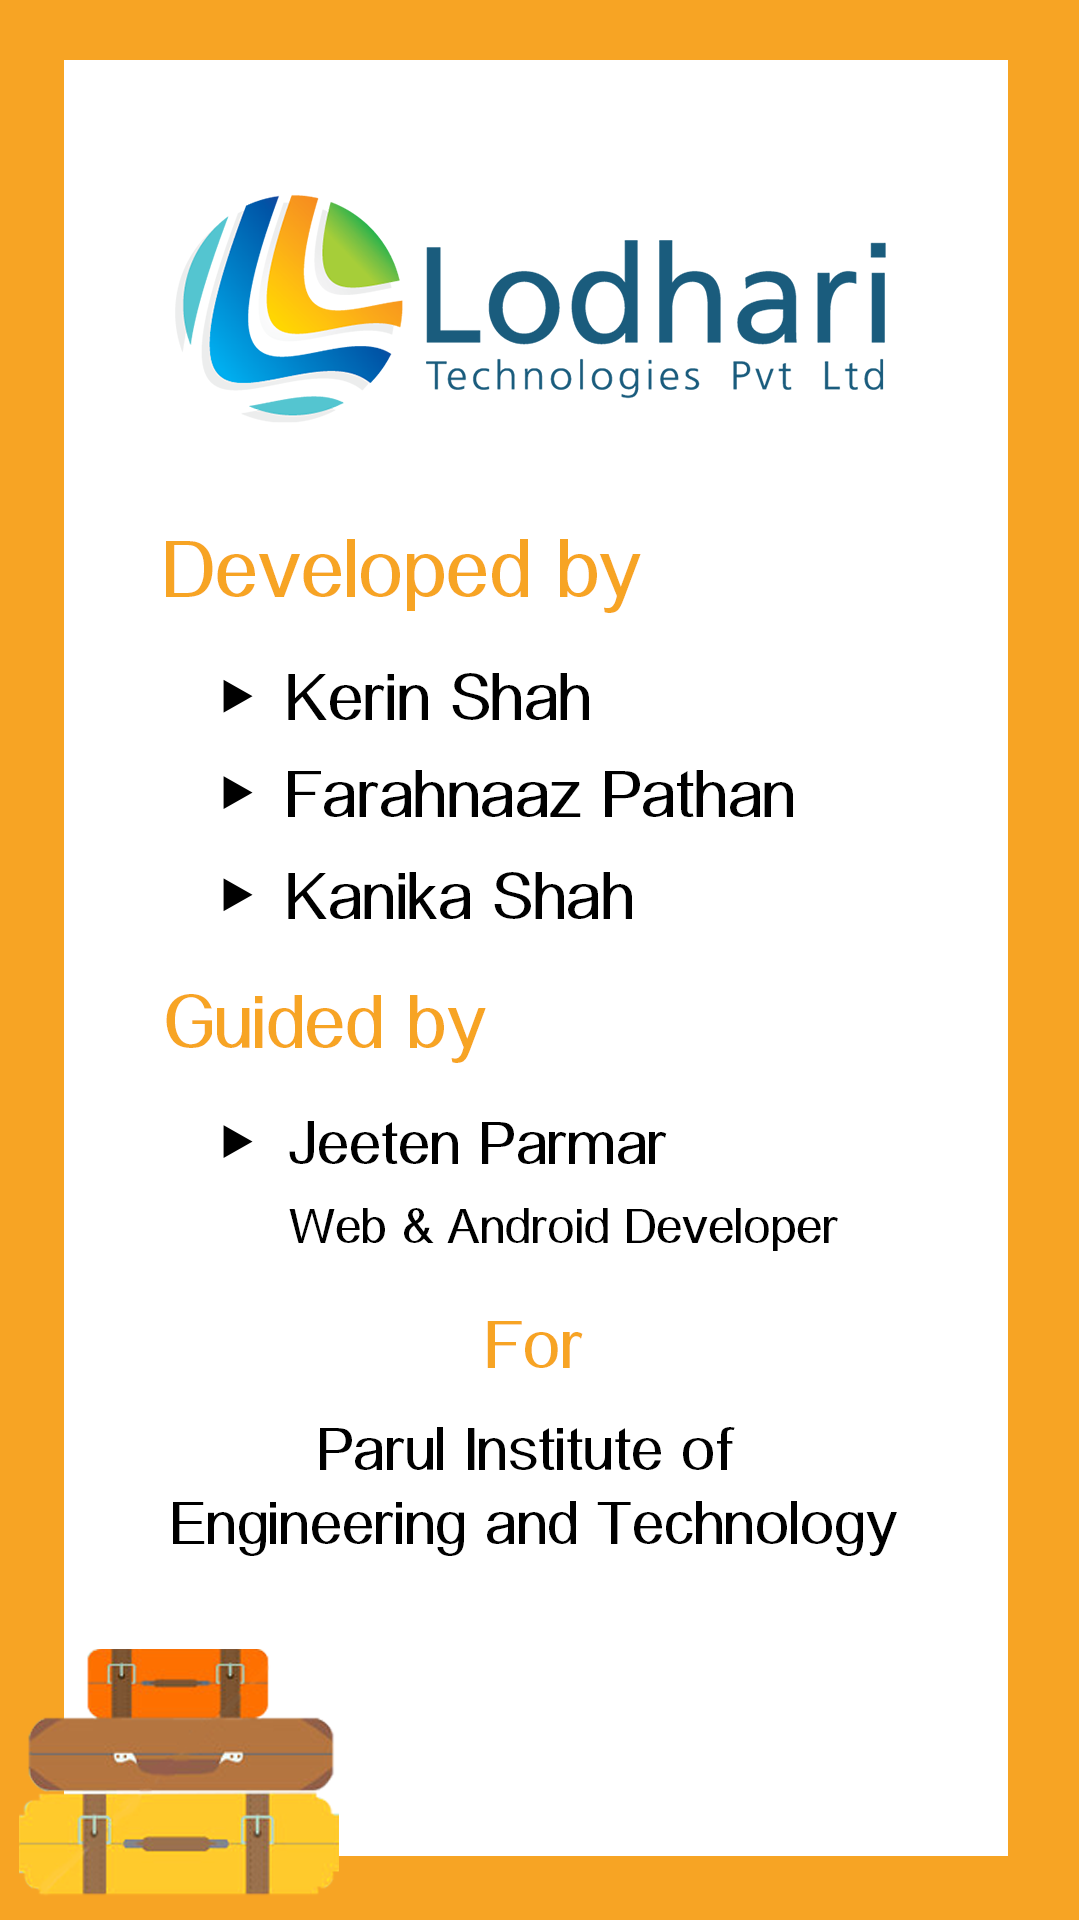 Lodhari
Technologies Pvt Ltd
Developed by
Kerin Shah
Farahnaaz Pathan
Kanika Shah
Guided by
Jeeten Parmar
Web & Android Developer
For
Parul Institute of
Engineering and Technology